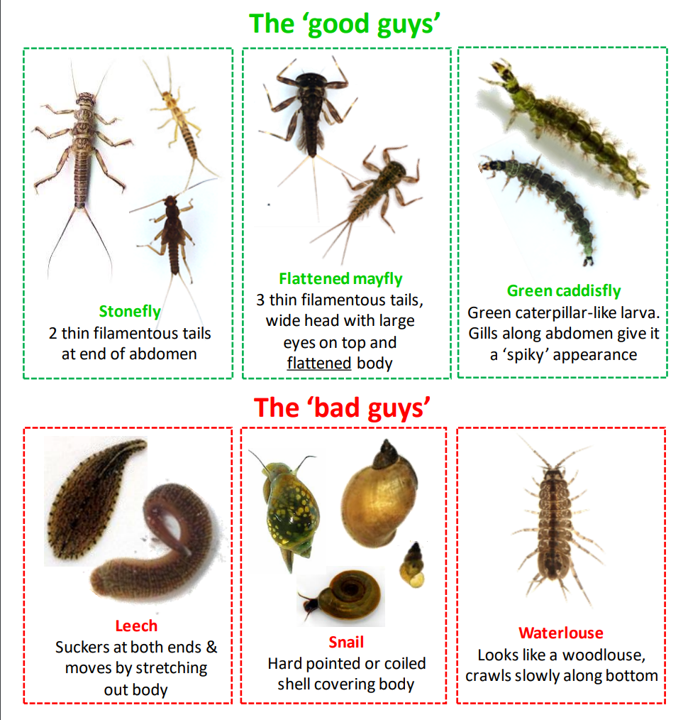 The ‘good guys’
Stonefly
2 thin filamentous tails
at end of abdomen
Flattened mayfly
3 thin filamentous tails,
wide head with large
eyes on top and
flattened body
Green caddisfly
Green caterpillar-like larva.
Gills along abdomen give it
a ‘spiky’ appearance
The ‘bad guys’
Leech
Suckers at both ends &
moves by stretching
out body
Snail
Hard pointed or coiled
shell covering body
Waterlouse
Looks like a woodlouse,
crawls slowly along bottom